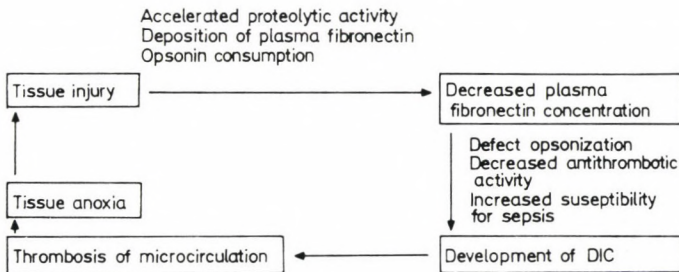 Accelerated proteolytic activity
Deposition of plasma fibronectin
Opsonin consumption
Tissue injury
Decreased plasma
fibronectin concentration
Defect opsonization
Decreased antithrombotic
activity
Increased suseptibility
for sepsis
Tissue anoxia
Thrombosis of microcirculation
Development of DIC